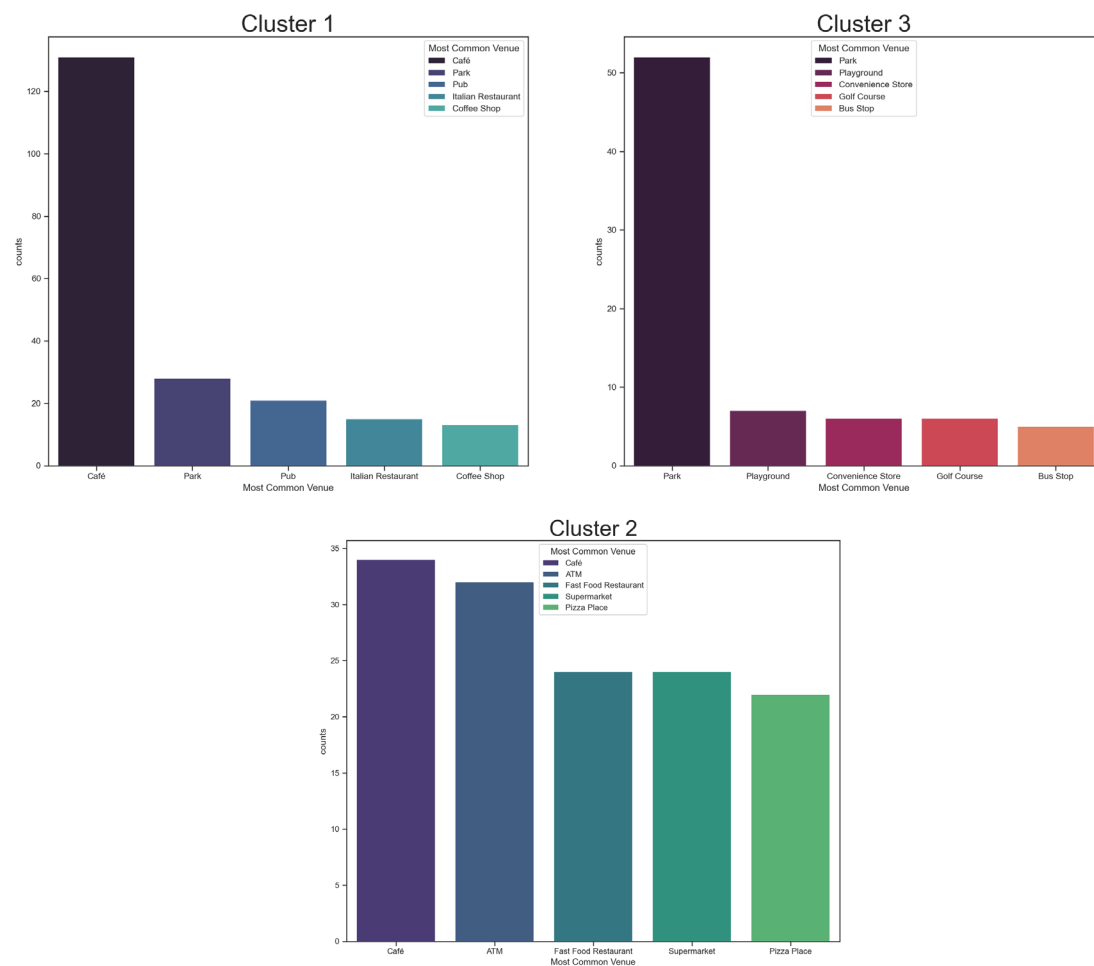 Cluster 1
Most Common Venue
Café
Park
Pub
Italian Restaurant
Coffee Shop
120
100
80
60
40
20
0
counts
Café Park Pub Italian Restaurant Coffee Shop
Most Common Venue
Cluster 3
Most Common Venue
Park
Playground
Convenience Store
Golf Course
Bus Stop
50
40
30
20
10
0
counts
Park Playground Convenience Store Golf Course Bus Stop
Most Common Venue
Cluster 2
Most Common Venue
Café
ATM
Fast Food Restaurant
Supermarket
Pizza Place
35
30
25
20
15
10
5
0
counts
Café ATM Fast Food Restaurant Supermarket Pizza Place
Most Common Venue